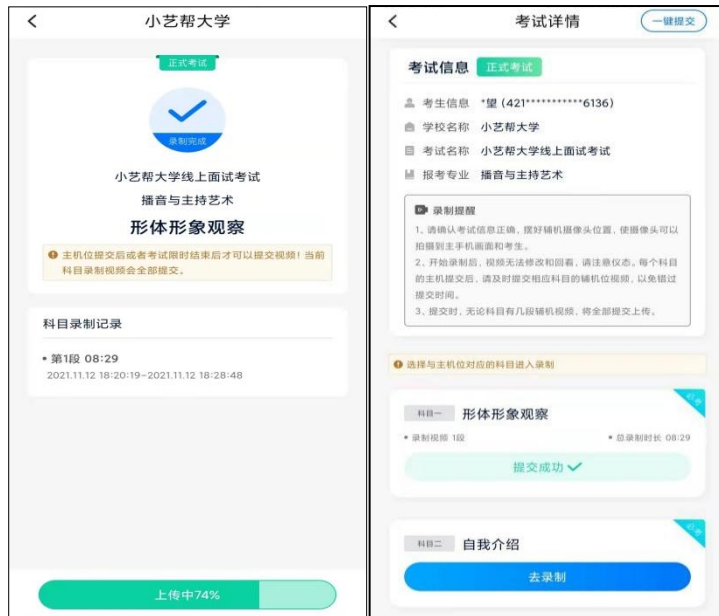 小艺帮大学
正式考试
录制完成
小艺帮大学线上面试考试
播音与主持艺术
形体形象观察
主机位提交后或者考试限时结束后才可以提交视频！当前
科目录制视频会全部提交。
科目录制记录
• 第1段 08:29
2021.11.12 18:20:19-2021.11.12 18:28:48
上传中74%
考试详情
一键提交
考试信息 正式考试
考生信息 *望 (421***********6136)
学校名称 小艺帮大学
考试名称 小艺帮大学线上面试考试
报考专业 播音与主持艺术
录制提醒
1、请确认考试信息正确，摆好辅机摄像头位置，使摄像头可以
拍摄到主手机画面和考生。
2、开始录制后，视频无法修改和回看，请注意仪态。每个科目
的主机提交后，请及时提交相应科目的辅机位视频，以免错过
提交时间。
3、提交时，无论科目有几段辅机视频，将全部提交上传。
选择与主机位对应的科目进入录制
必考
科目一 形体形象观察
• 录制视频 1段 • 总录制时长 08:29
提交成功
必考
科目二 自我介绍
去录制